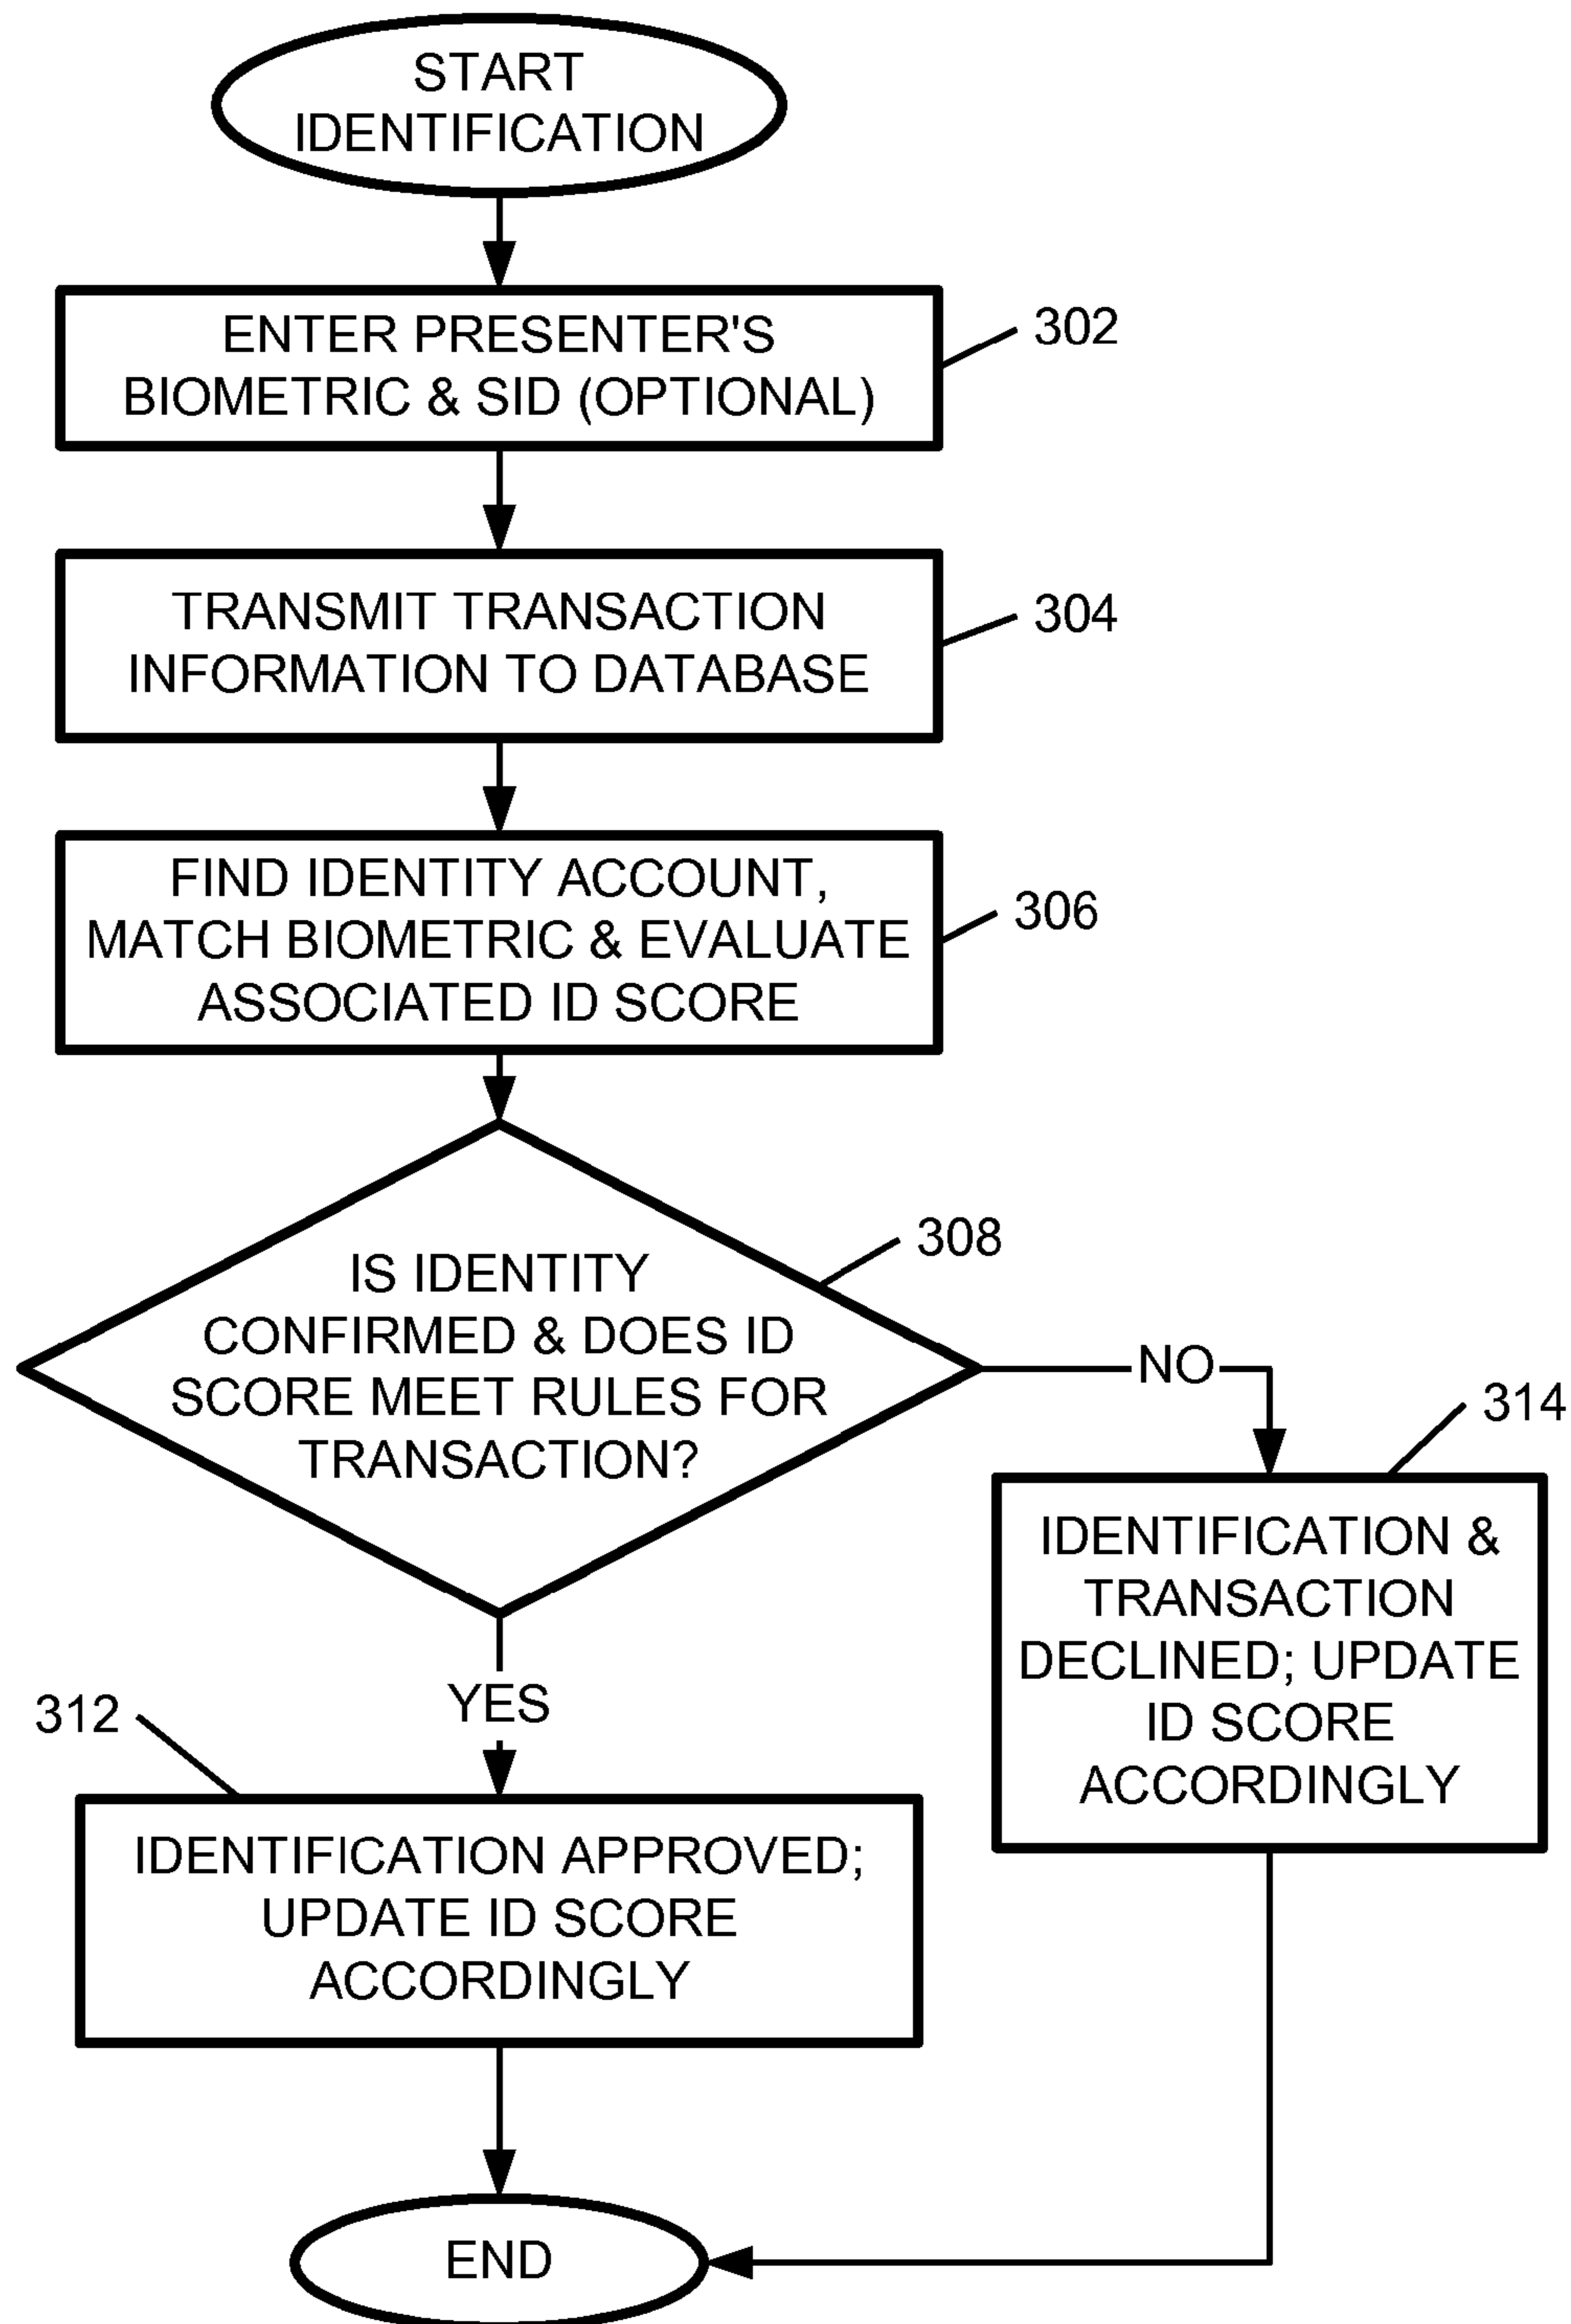 START
IDENTIFICATION
ENTER PRESENTER'S
BIOMETRIC & SID (OPTIONAL)
302
TRANSMIT TRANSACTION
INFORMATION TO DATABASE
304
FIND IDENTITY ACCOUNT,
MATCH BIOMETRIC & EVALUATE
ASSOCIATED ID SCORE
306
308
IS IDENTITY
CONFIRMED & DOES ID
SCORE MEET RULES FOR
TRANSACTION?
NO
314
IDENTIFICATION &
TRANSACTION
DECLINED; UPDATE
ID SCORE
ACCORDINGLY
YES
312
IDENTIFICATION APPROVED;
UPDATE ID SCORE
ACCORDINGLY
END